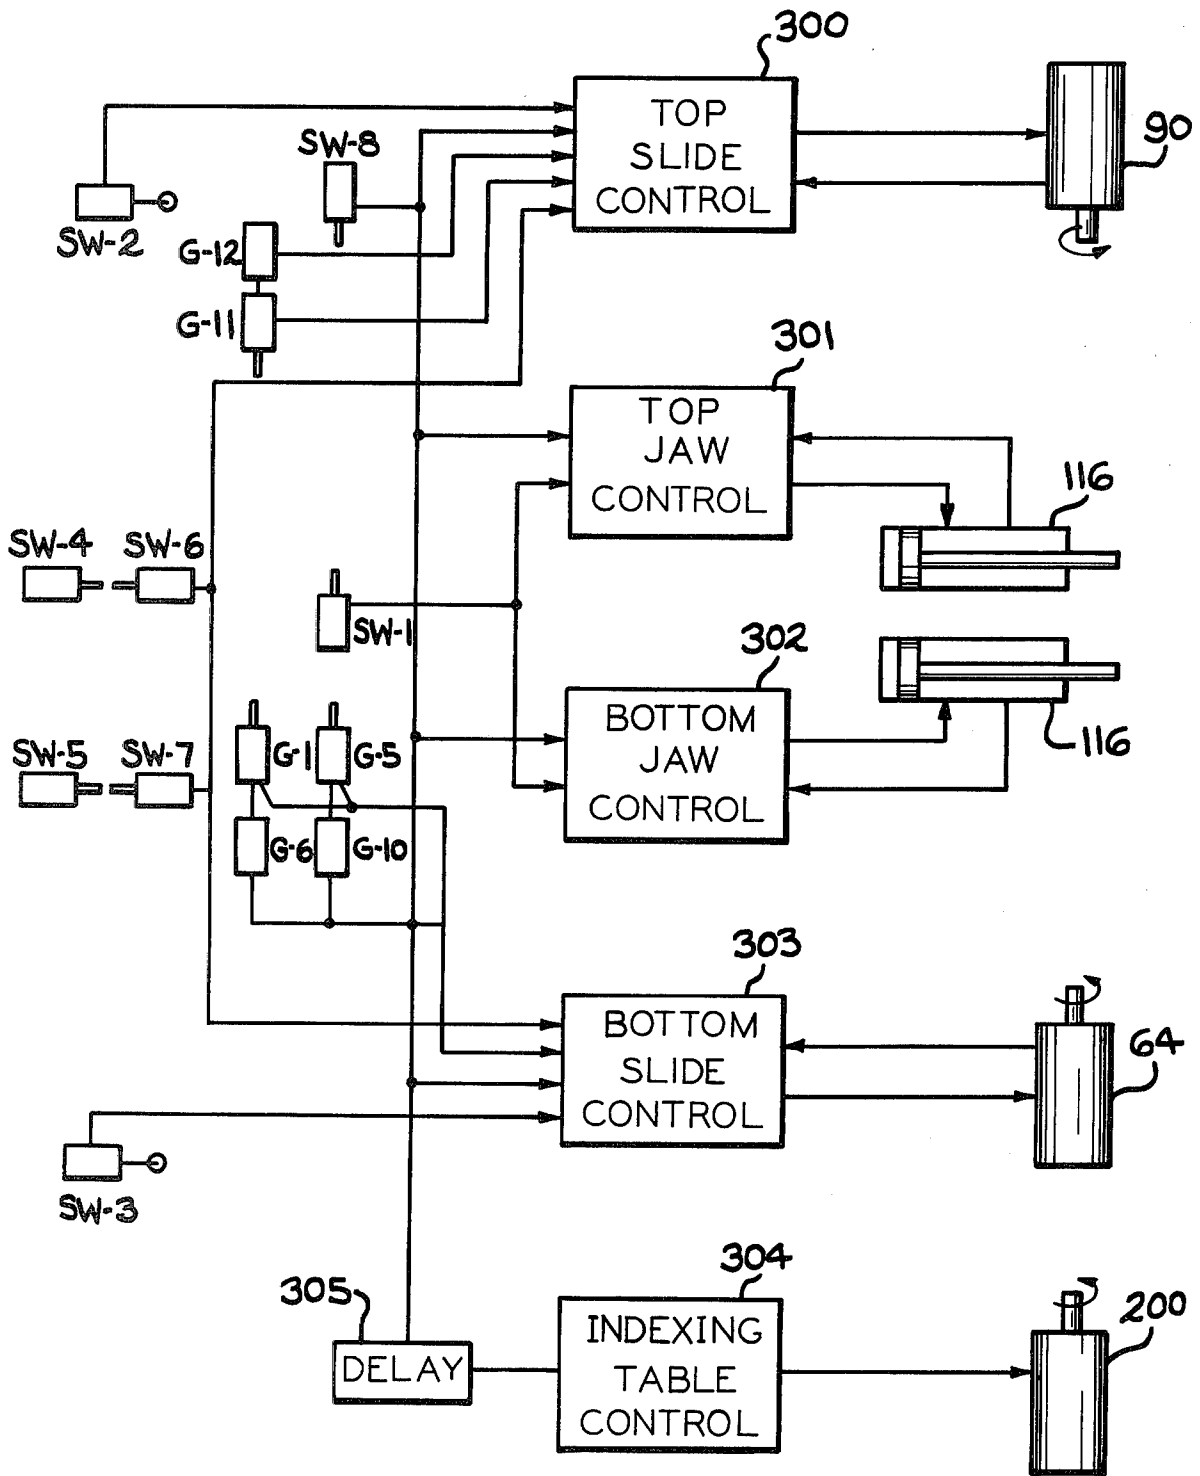 300
TOP
SLIDE
CONTROL
90
SW-8
SW-2
G-12
G-11
301
TOP
JAW
CONTROL
116
SW-4
SW-6
SW-1
302
BOTTOM
JAW
CONTROL
116
SW-5
SW-7
G-1
G-5
G-6
G-10
303
BOTTOM
SLIDE
CONTROL
64
SW-3
304
INDEXING
TABLE
CONTROL
200
305
DELAY